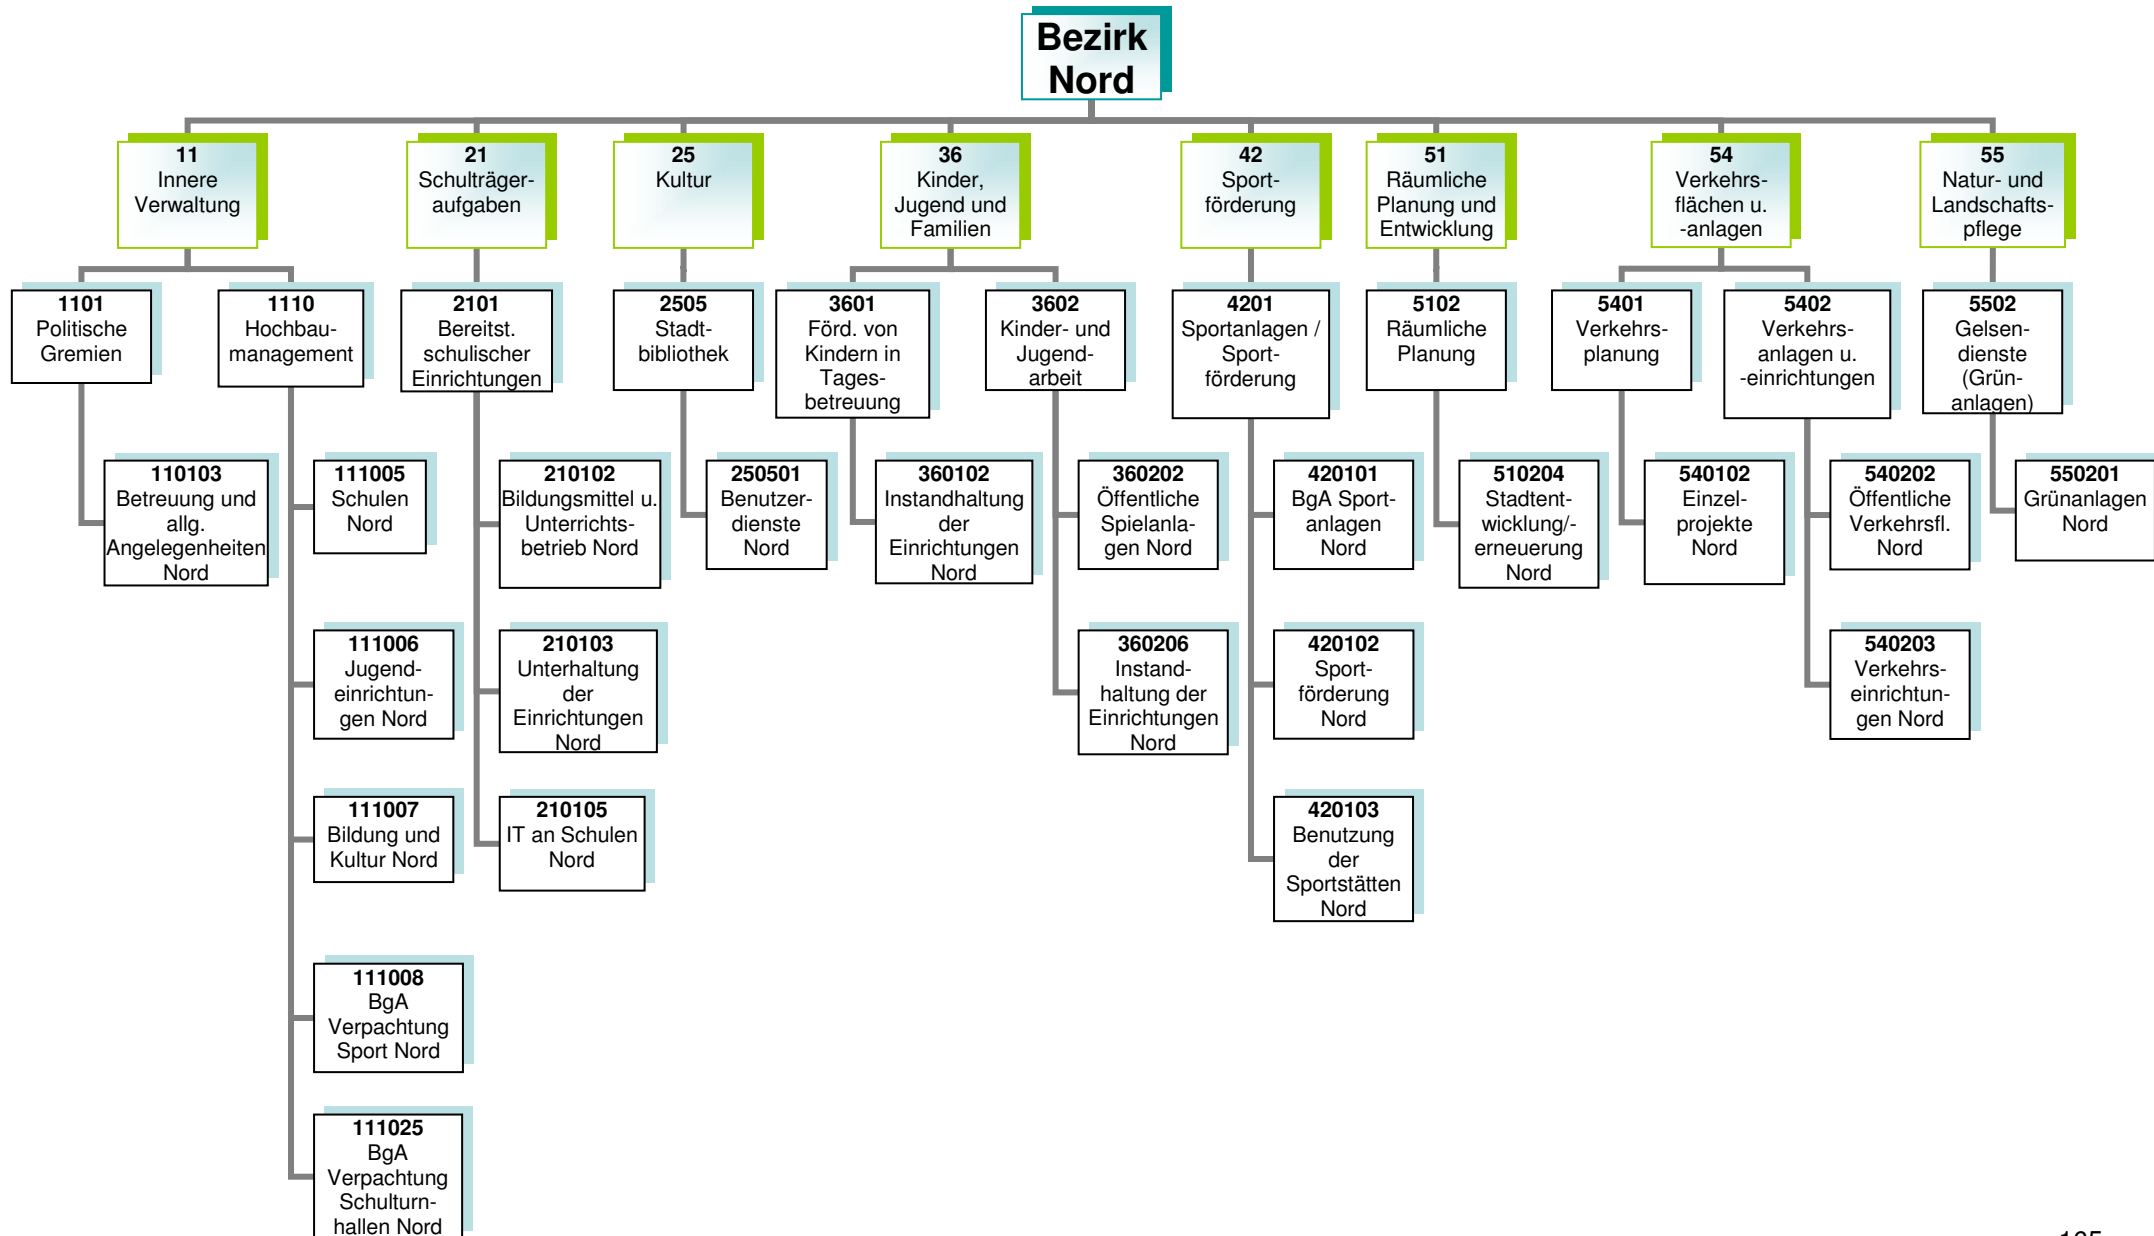 Bezirk
Nord
11
Innere
Verwaltung
21
Schulträger-
aufgaben
25
Kultur
36
Kinder,
Jugend und
Familien
42
Sport-
förderung
51
Räumliche
Planung und
Entwicklung
54
Verkehrs-
flächen u.
-anlagen
55
Natur- und
Landschafts-
pflege
1101
Politische
Gremien
1110
Hochbau-
management
2101
Bereitst.
schulischer
Einrichtungen
2505
Stadt-
bibliothek
3601
Förd. von
Kindern in
Tages-
betreuung
3602
Kinder- und
Jugend-
arbeit
4201
Sportanlagen /
Sport-
förderung
5102
Räumliche
Planung
5401
Verkehrs-
planung
5402
Verkehrs-
anlagen u.
-einrichtungen
5502
Gelsen-
dienste
(Grün-
anlagen)
110103
Betreuung und
allg.
Angelegenheiten
Nord
111005
Schulen
Nord
210102
Bildungsmittel u.
Unterrichts-
betrieb Nord
250501
Benutzer-
dienste
Nord
360102
Instandhaltung
der
Einrichtungen
Nord
360202
Öffentliche
Spielanla-
gen Nord
420101
BgA Sport-
anlagen
Nord
510204
Stadtent-
wicklung/-
erneuerung
Nord
540102
Einzel-
projekte
Nord
540202
Öffentliche
Verkehrsfl.
Nord
550201
Grünanlagen
Nord
111006
Jugend-
einrichtun-
gen Nord
210103
Unterhaltung
der
Einrichtungen
Nord
360206
Instand-
haltung der
Einrichtungen
Nord
420102
Sport-
förderung
Nord
540203
Verkehrs-
einrichtun-
gen Nord
111007
Bildung und
Kultur Nord
210105
IT an Schulen
Nord
420103
Benutzung
der
Sportstätten
Nord
111008
BgA
Verpachtung
Sport Nord
111025
BgA
Verpachtung
Schulturn-
hallen Nord